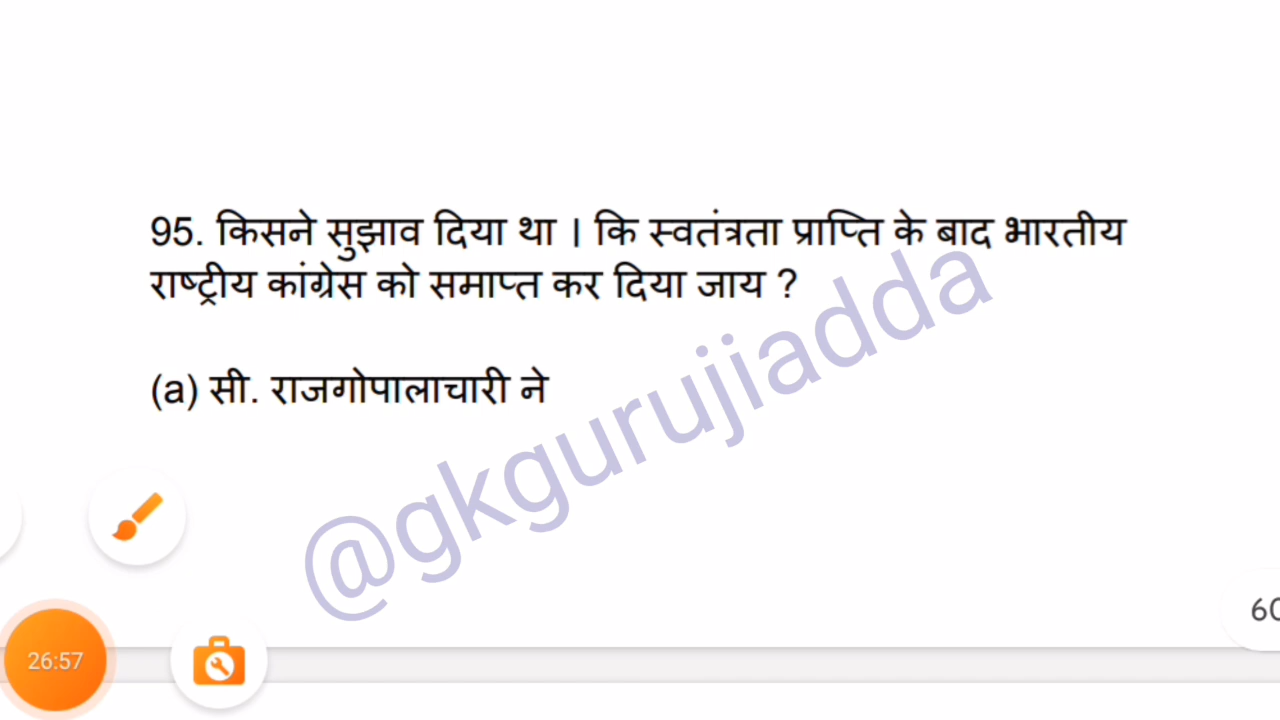 95. किसने सुझाव दिया था । कि स्वतंत्रता प्राप्ति के बाद भारतीय
राष्ट्रीय कांग्रेस को समाप्त कर दिया जाय ?
(a) सी. राजगोपालाचारी ने
@gkgurujiadda
60
26:57